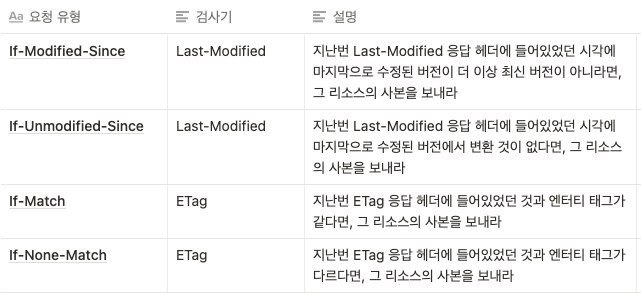 요청 유형 검사기 설명
If-Modified-Since Last-Modified 지난번 Last-Modified 응답 헤더에 들어있었던 시각에
마지막으로 수정된 버전이 더 이상 최신 버전이 아니라면,
그 리소스의 사본을 보내라
If-Unmodified-Since Last-Modified 지난번 Last-Modified 응답 헤더에 들어있었던 시각에
마지막으로 수정된 버전에서 변환 것이 없다면, 그 리소스
의 사본을 보내라
If-Match ETag 지난번 ETag 응답 헤더에 들어있었던 것과 엔터티 태그가
같다면, 그 리소스의 사본을 보내라
If-None-Match ETag 지난번 ETag 응답 헤더에 들어있었던 것과 엔터티 태그가
다르다면, 그 리소스의 사본을 보내라